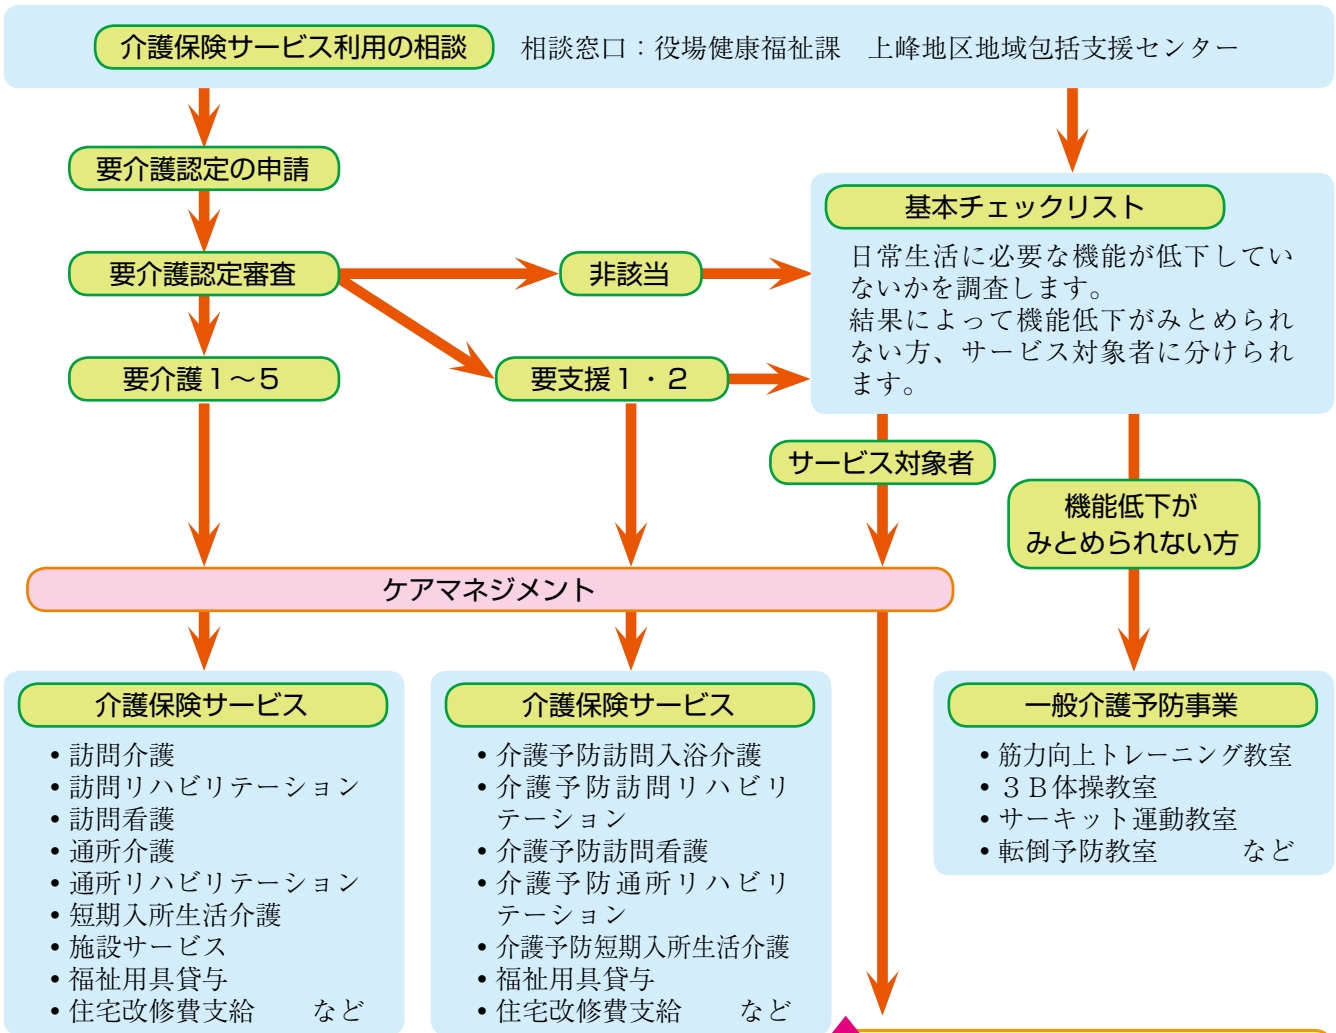 介護保険サービス利用の相談　相談窓口：役場健康福祉課　上峰地区地域包括支援センター
要介護認定の申請
要介護認定審査
非該当
要介護１～５
要支援１・２
基本チェックリスト
日常生活に必要な機能が低下してい
ないかを調査します。
結果によって機能低下がみとめられ
ない方、サービス対象者に分けられ
ます。
サービス対象者
機能低下が
みとめられない方
ケアマネジメント
介護保険サービス
•訪問介護
•訪問リハビリテーション
•訪問看護
•通所介護
•通所リハビリテーション
•短期入所生活介護
•施設サービス
•福祉用具貸与
•住宅改修費支給　　など
介護保険サービス
•介護予防訪問入浴介護
•介護予防訪問リハビリ
テーション
•介護予防訪問看護
•介護予防通所リハビリ
テーション
•介護予防短期入所生活介護
•福祉用具貸与
•住宅改修費支給　　など
一般介護予防事業
•筋力向上トレーニング教室
•３Ｂ体操教室
•サーキット運動教室
•転倒予防教室　　　など